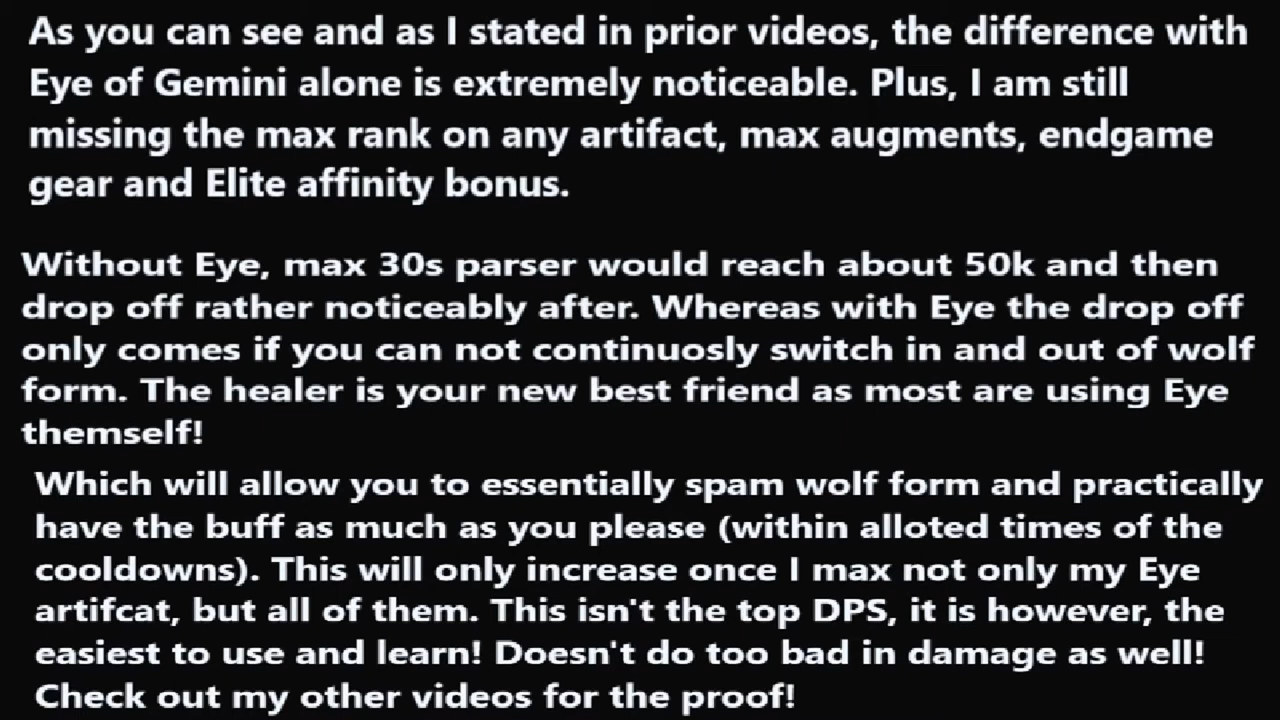 As you can see and as I stated in prior videos, the difference with
Eye of Gemini alone is extremely noticeable. Plus, I am still
missing the max rank on any artifact, max augments, endgame
gear and Elite affinity bonus.
Without Eye, max 30s parser would reach about 50k and then
drop off rather noticeably after. Whereas with Eye the drop off
only comes if you can not continuosly switch in and out of wolf
form. The healer is your new best friend as most are using Eye
themself!
Which will allow you to essentially spam wolf form and practically
have the buff as much as you please (within alloted times of the
cooldowns). This will only increase once I max not only my Eye
artifcat, but all of them. This isn't the top DPS, it is however, the
easiest to use and learn! Doesn't do too bad in damage as well!
Check out my other videos for the proof!